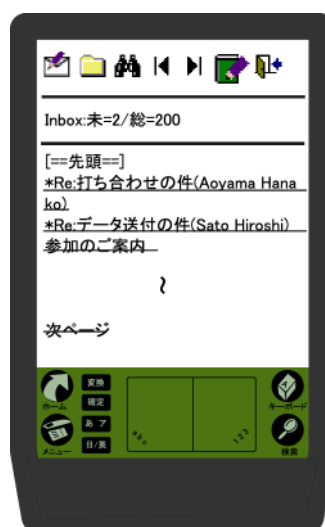 Inbox:未=2/総=200
[==先頭==]
*Re:打ち合わせの件(Aoyama Hana
ko)
*Re:データ送付の件(Sato Hiroshi)
参加のご案内
~
次ページ
ホーム
変換
確定
メニュー
あ ア
日/英
abc
123
キーボード
検索